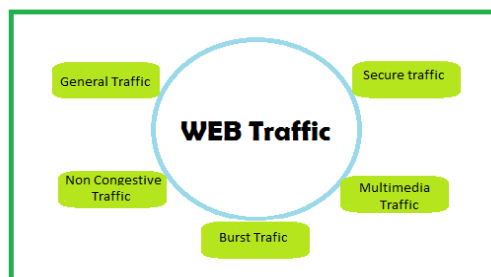 General Traffic
Secure traffic
WEB Traffic
Non Congestive
Traffic
Multimedia
Traffic
Burst Trafic